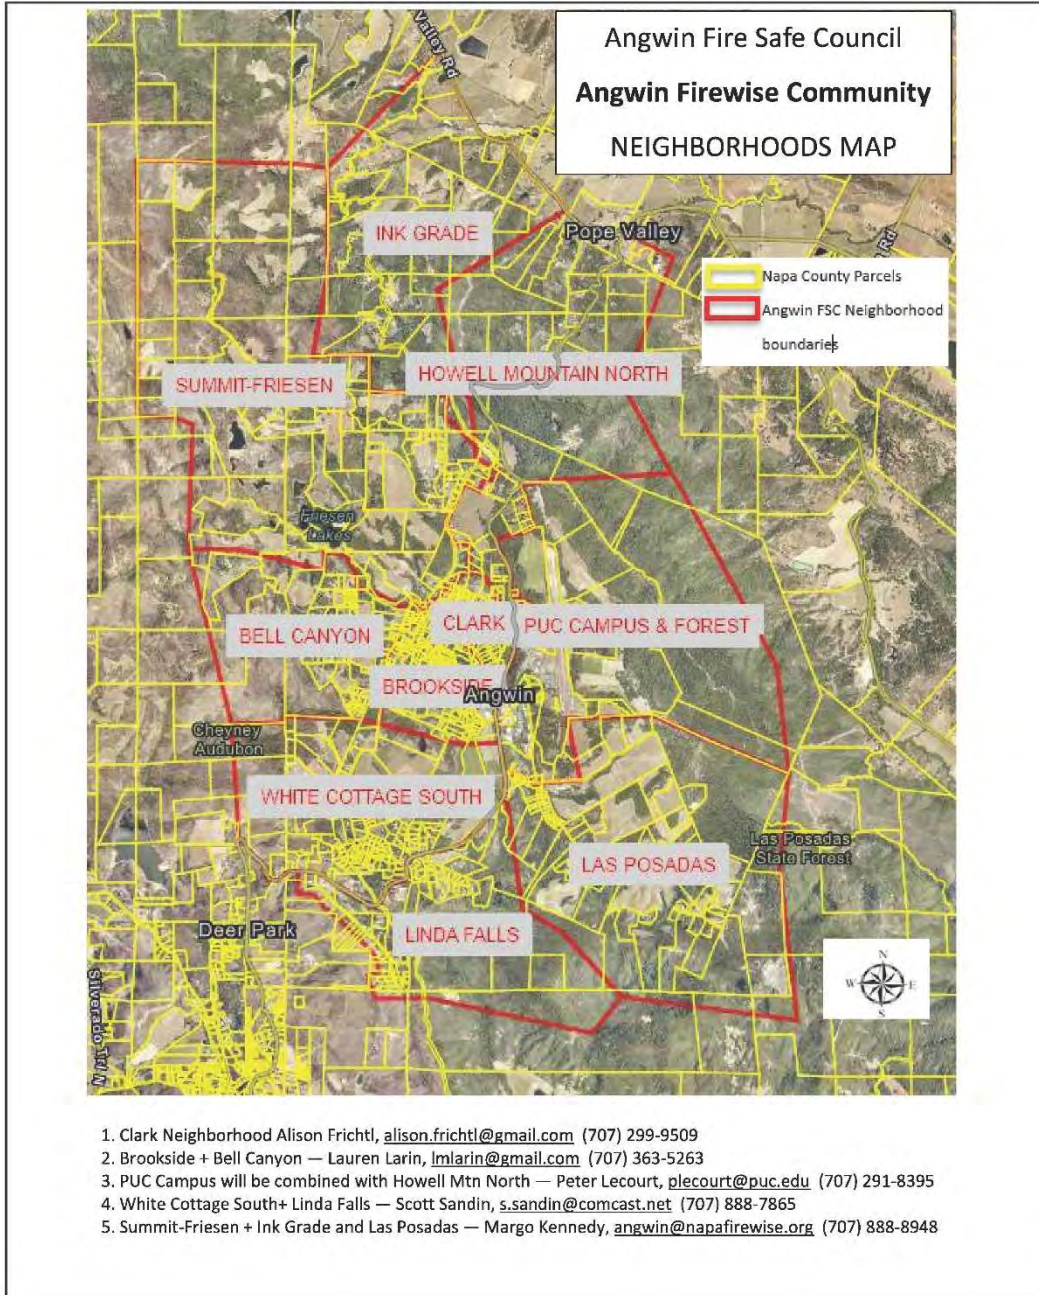 Angwin Fire Safe Council
Angwin Firewise Community
NEIGHBORHOODS MAP
Valley Rd
INK GRADE
Pope Valley
Rd
Napa County Parcels
Angwin FSC Neighborhood
boundaries
SUMMIT-FRIESEN
HOWELL MOUNTAIN NORTH
Friesen
Lakes
BELL CANYON
CLARK
PUC CAMPUS & FOREST
BROOKSIDE
Angwin
Cheyney
Audubon
WHITE COTTAGE SOUTH
Las Posadas
State Forest
LAS POSADAS
Deer Park
LINDA FALLS
N
W
E
S
Silverado Trl N
1. Clark Neighborhood Alison Frichtl, alison.frichtl@gmail.com (707) 299-9509
2. Brookside + Bell Canyon — Lauren Larin, lmlarin@gmail.com (707) 363-5263
3. PUC Campus will be combined with Howell Mtn North — Peter Lecourt, plecourt@puc.edu (707) 291-8395
4. White Cottage South+ Linda Falls — Scott Sandin, s.sandin@comcast.net (707) 888-7865
5. Summit-Friesen + Ink Grade and Las Posadas — Margo Kennedy, angwin@napafirewise.org (707) 888-8948